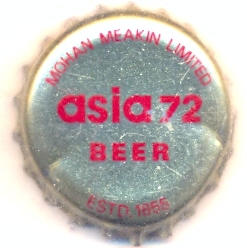 MOHAN MEAKIN LIMITED
asia 72
BEER
ESTD. 1855